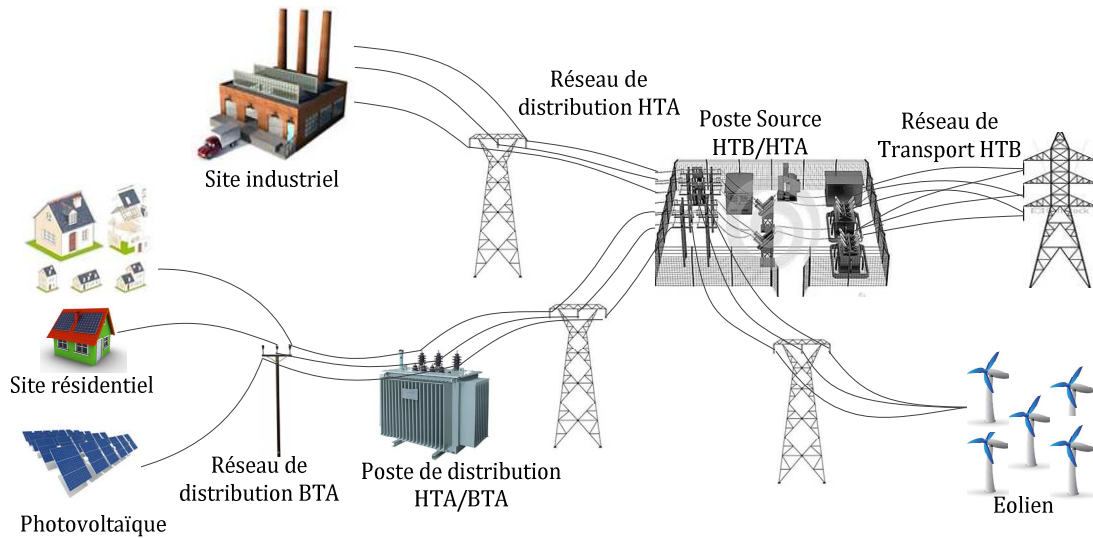 Réseau de
distribution HTA
Poste Source
HTB/HTA
Réseau de
Transport HTB
Site industriel
Site résidentiel
Réseau de
distribution BTA
Poste de distribution
HTA/BTA
Photovoltaïque
Eolien